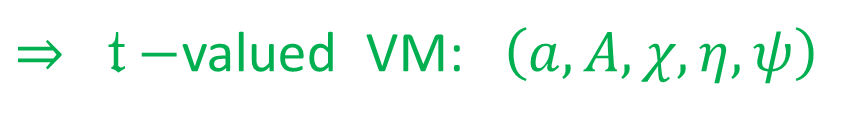 ⇒ 𝔱 −valued VM: (𝑎, 𝐴, 𝜒, 𝜂, 𝜓)